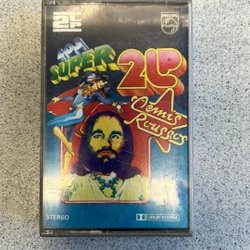 2LP
PHILIPS
SUPER
2LP
Demis
Roussos
STEREO
DOLBY SYSTEM